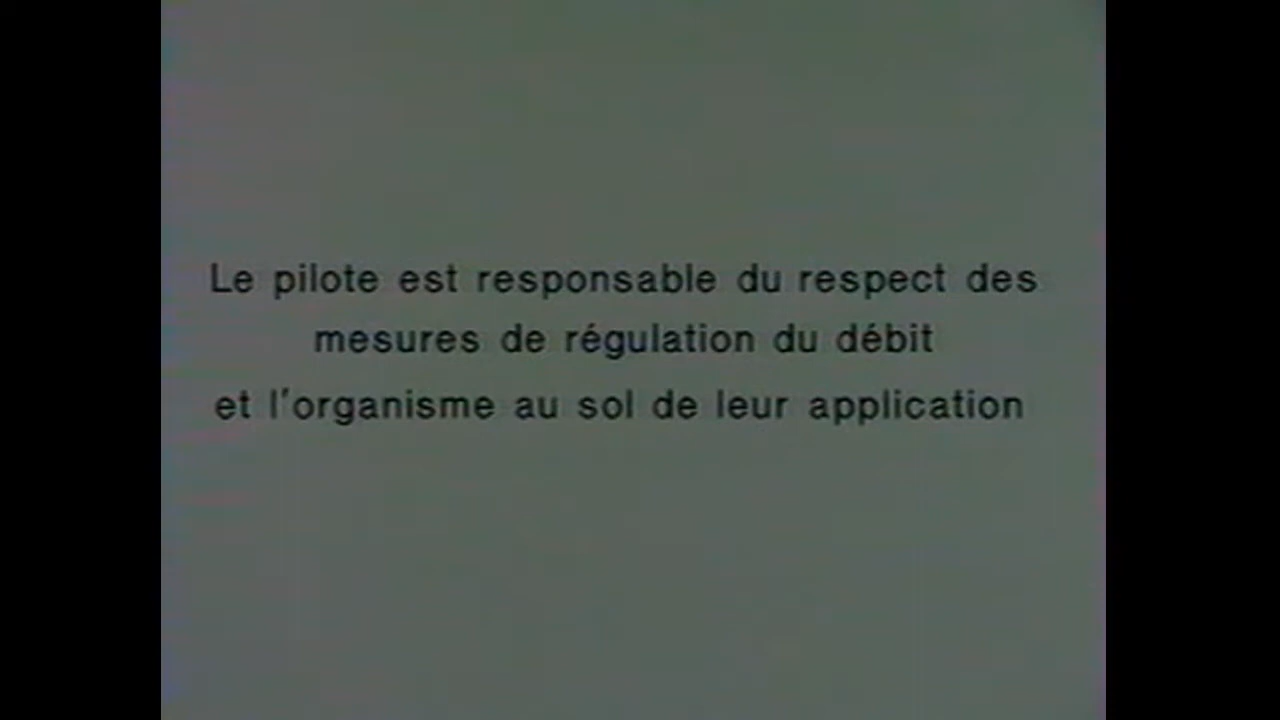 Le pilote est responsable du respect des
mesures de régulation du débit
et l'organisme au sol de leur application